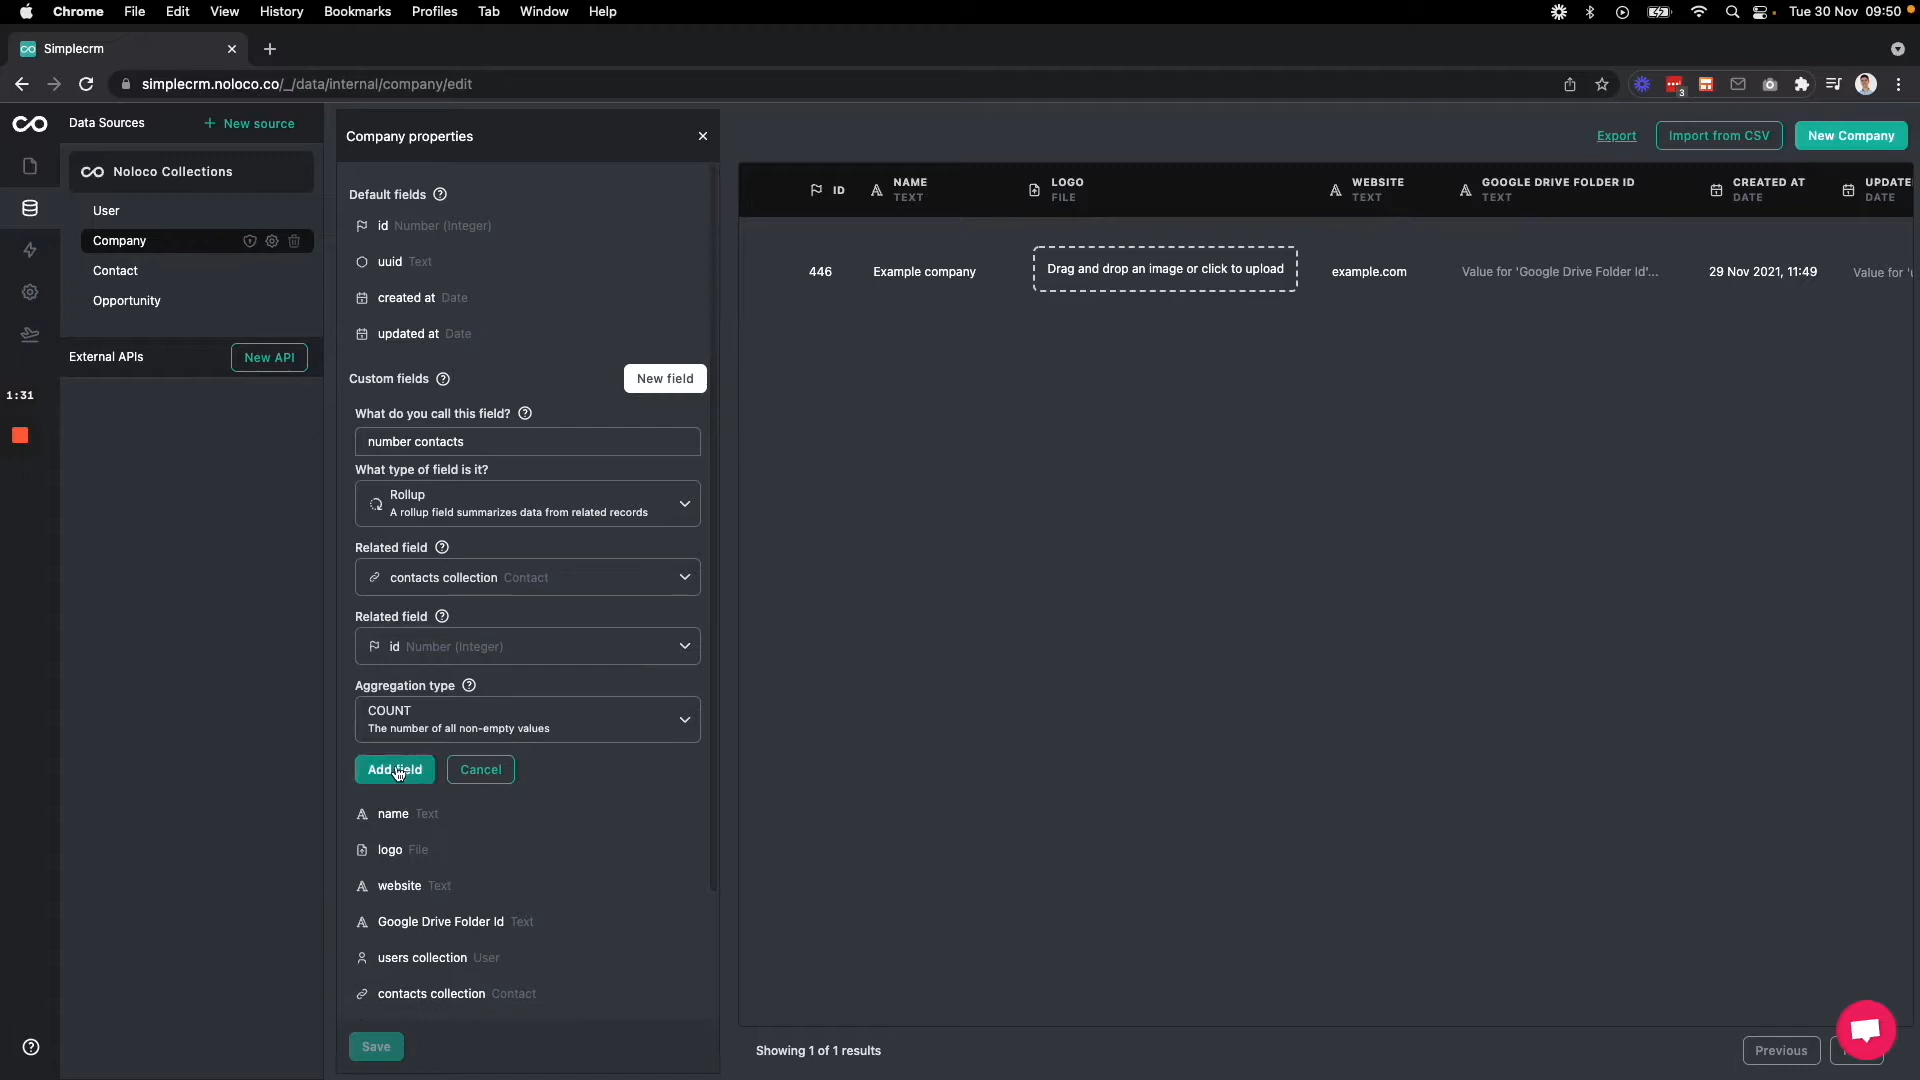 Chrome File Edit View History Bookmarks Profiles Tab Window Help
Tue 30 Nov 09:50
Simplecrm
simplecrm.noloco.co/_/data/internal/company/edit
3
Data Sources
+ New source
Noloco Collections
User
Company
Contact
Opportunity
External APIs
New API
1:31
Company properties
Default fields
id Number (Integer)
uuid Text
created at Date
updated at Date
Custom fields
New field
What do you call this field?
number contacts
What type of field is it?
Rollup
A rollup field summarizes data from related records
Related field
contacts collection Contact
Related field
id Number (Integer)
Aggregation type
COUNT
The number of all non-empty values
Add field
Cancel
name Text
logo File
website Text
Google Drive Folder Id Text
users collection User
contacts collection Contact
Save
Export
Import from CSV
New Company
ID
NAME
TEXT
LOGO
FILE
WEBSITE
TEXT
GOOGLE DRIVE FOLDER ID
TEXT
CREATED AT
DATE
UPDATE
DATE
446
Example company
Drag and drop an image or click to upload
example.com
Value for 'Google Drive Folder Id'...
29 Nov 2021, 11:49
Value for 'u
Showing 1 of 1 results
Previous